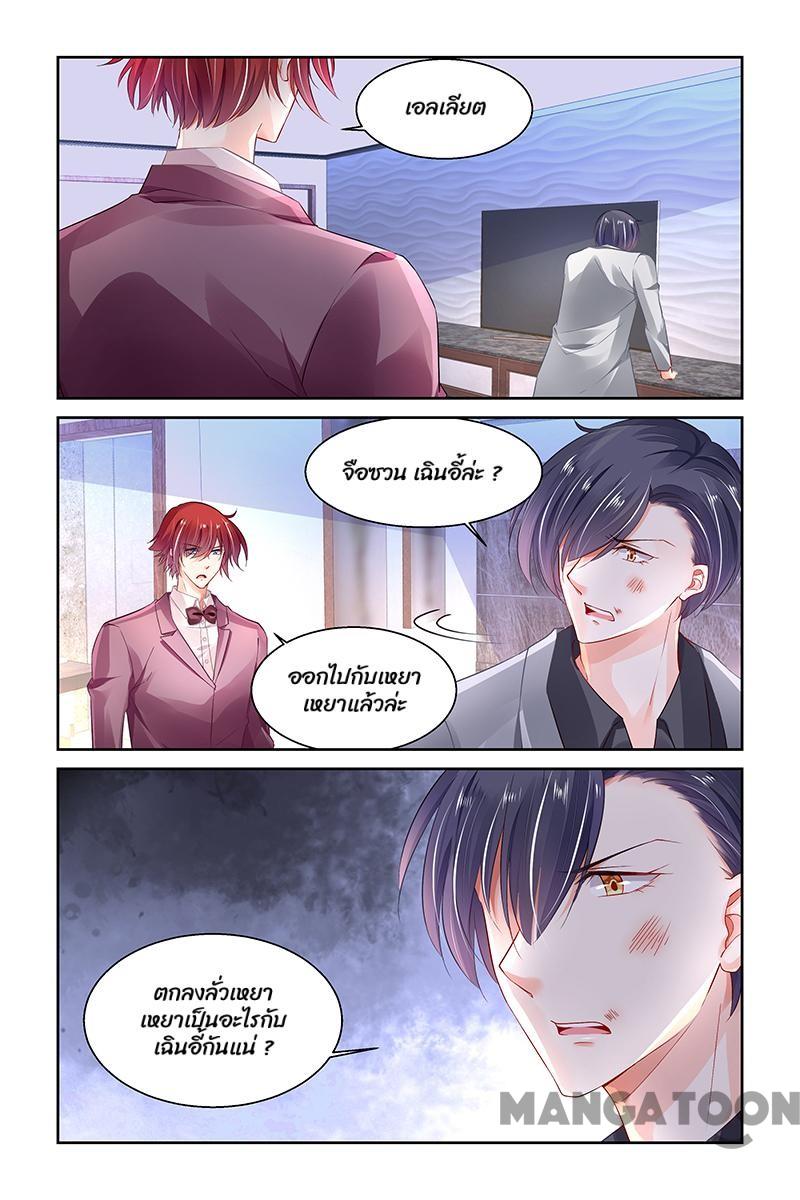 เอลเลียต
จือซวน เฉินอี้ล่ะ ?
ออกไปกับเหยา
เหยาแล้วล่ะ
ตกลงลั่วเหยา
เหยาเป็นอะไรกับ
เฉินอี้กันแน่ ?
MANGATOON